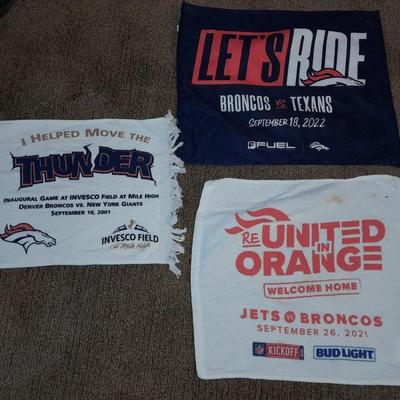 LET'S RIDE
BRONCOS vs TEXANS
SEPTEMBER 18, 2022
FUEL
I HELPED MOVE THE
THUNDER
INAUGURAL GAME AT INVESCO FIELD AT MILE HIGH
DENVER BRONCOS VS. NEW YORK GIANTS
SEPTEMBER 10, 2001
INVESCO FIELD
at Mile High
RE UNITED
IN
ORANGE
WELCOME HOME
JETS VS BRONCOS
SEPTEMBER 26, 2021
NFL KICKOFF 2021
BUD LIGHT